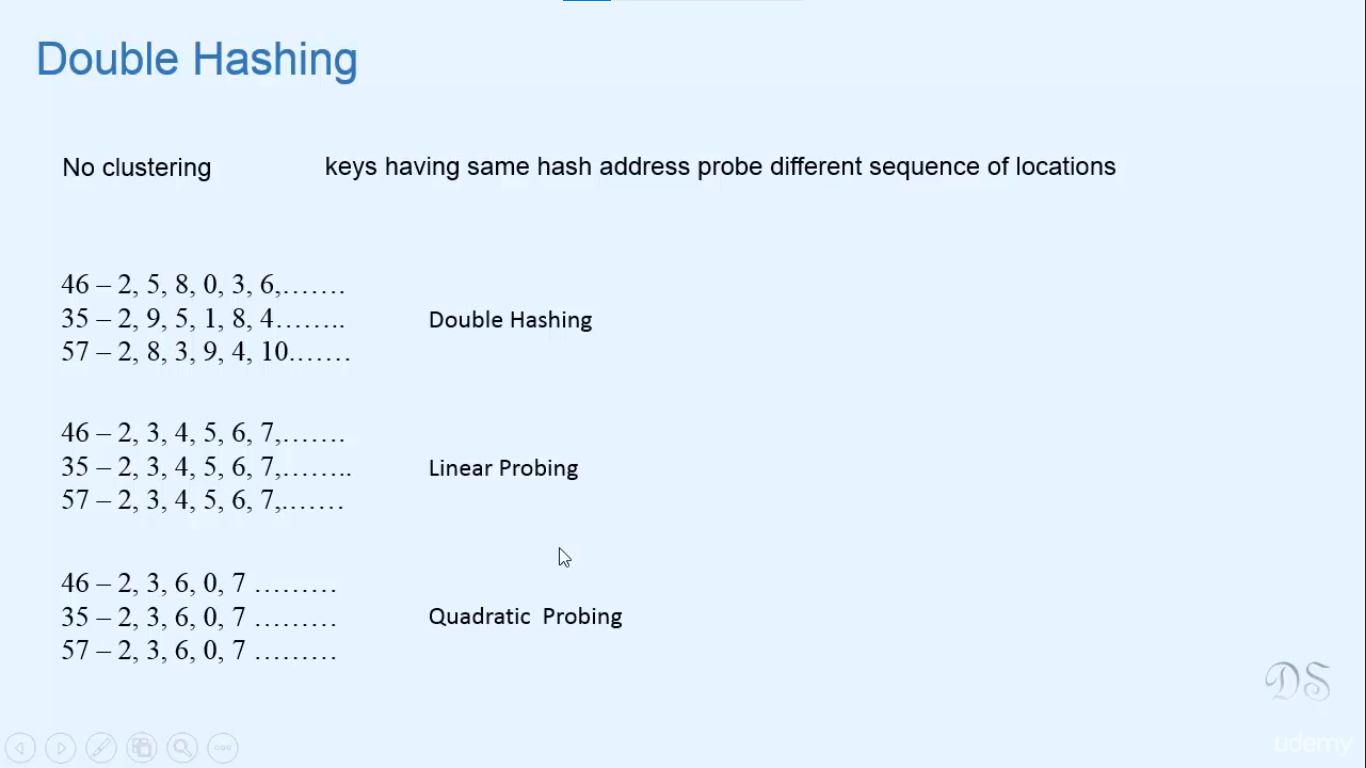 Double Hashing
No clustering keys having same hash address probe different sequence of locations
46 – 2, 5, 8, 0, 3, 6,.......
35 – 2, 9, 5, 1, 8, 4........ Double Hashing
57 – 2, 8, 3, 9, 4, 10.......
46 – 2, 3, 4, 5, 6, 7,.......
35 – 2, 3, 4, 5, 6, 7,........ Linear Probing
57 – 2, 3, 4, 5, 6, 7,.......
46 – 2, 3, 6, 0, 7 .........
35 – 2, 3, 6, 0, 7 ......... Quadratic Probing
57 – 2, 3, 6, 0, 7 .........
DS
udemy